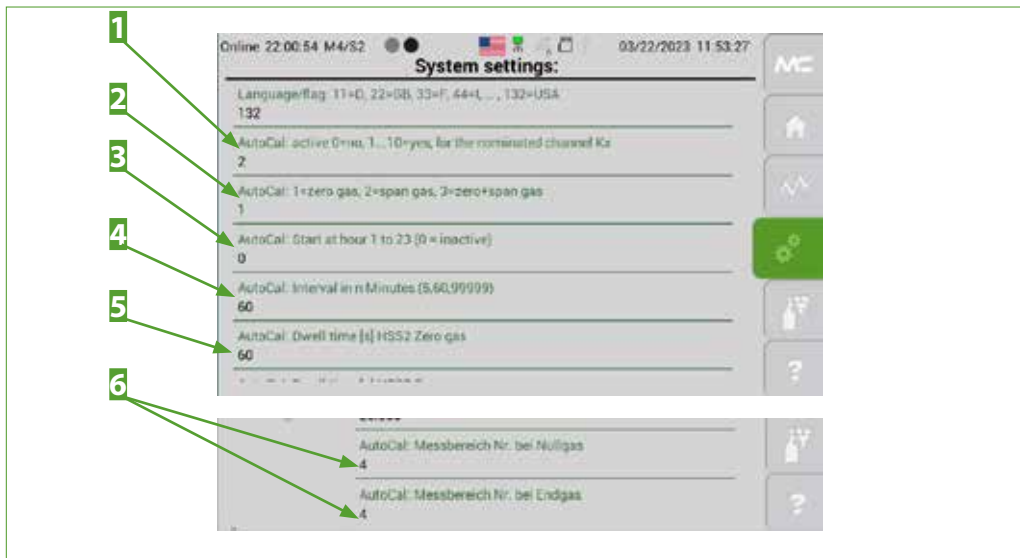 1
Online 22:00:54 M4/S2 03/22/2023 11:53:27
System settings:
MC
Language/flag: 11=D, 22=GB, 33=F, 44=I, ... , 132=USA
132
2
AutoCal: active 0=no, 1...10=yes, for the nominated channel Kx
2
3
AutoCal: 1=zero gas, 2=span gas, 3=zero+span gas
1
4
AutoCal: Start at hour 1 to 23 (0 = inactive)
0
AutoCal: Interval in n Minutes (5,60,99999)
60
5
AutoCal: Dwell time [s] HSS2 Zero gas
60
?
6
AutoCal: Messbereich Nr. bei Nullgas
4
AutoCal: Messbereich Nr. bei Endgas
4
?